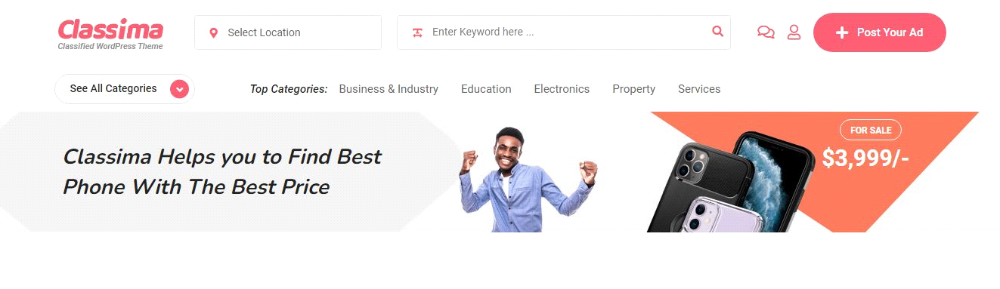 Classima
Classified WordPress Theme
Select Location
Enter Keyword here ...
Post Your Ad
See All Categories
Top Categories: Business & Industry Education Electronics Property Services
Classima Helps you to Find Best
Phone With The Best Price
FOR SALE
$3,999/-